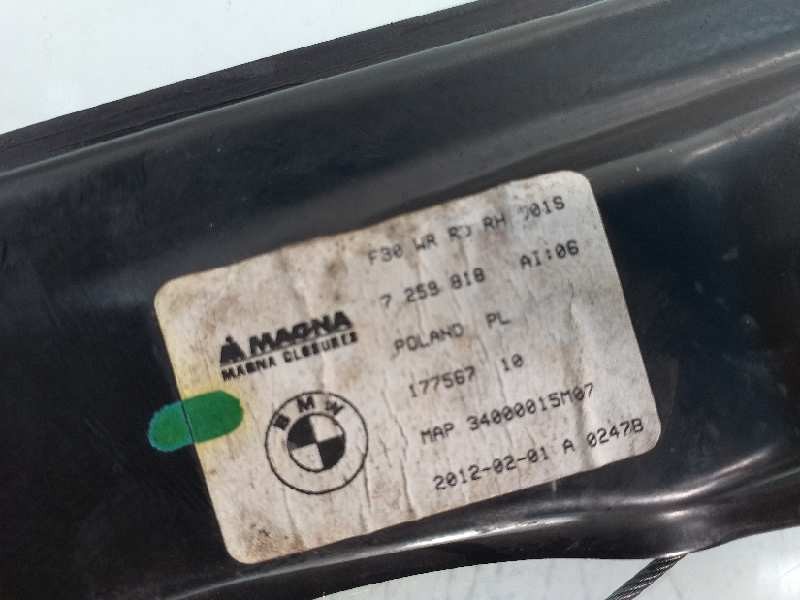 F30 WR RD RH 001S
7 259 818 AI:06
MAGNA
MAGNA CLOSURES
POLAND PL
177567 10
BMW
MAP 34000015M07
2012-02-01 A 0247B